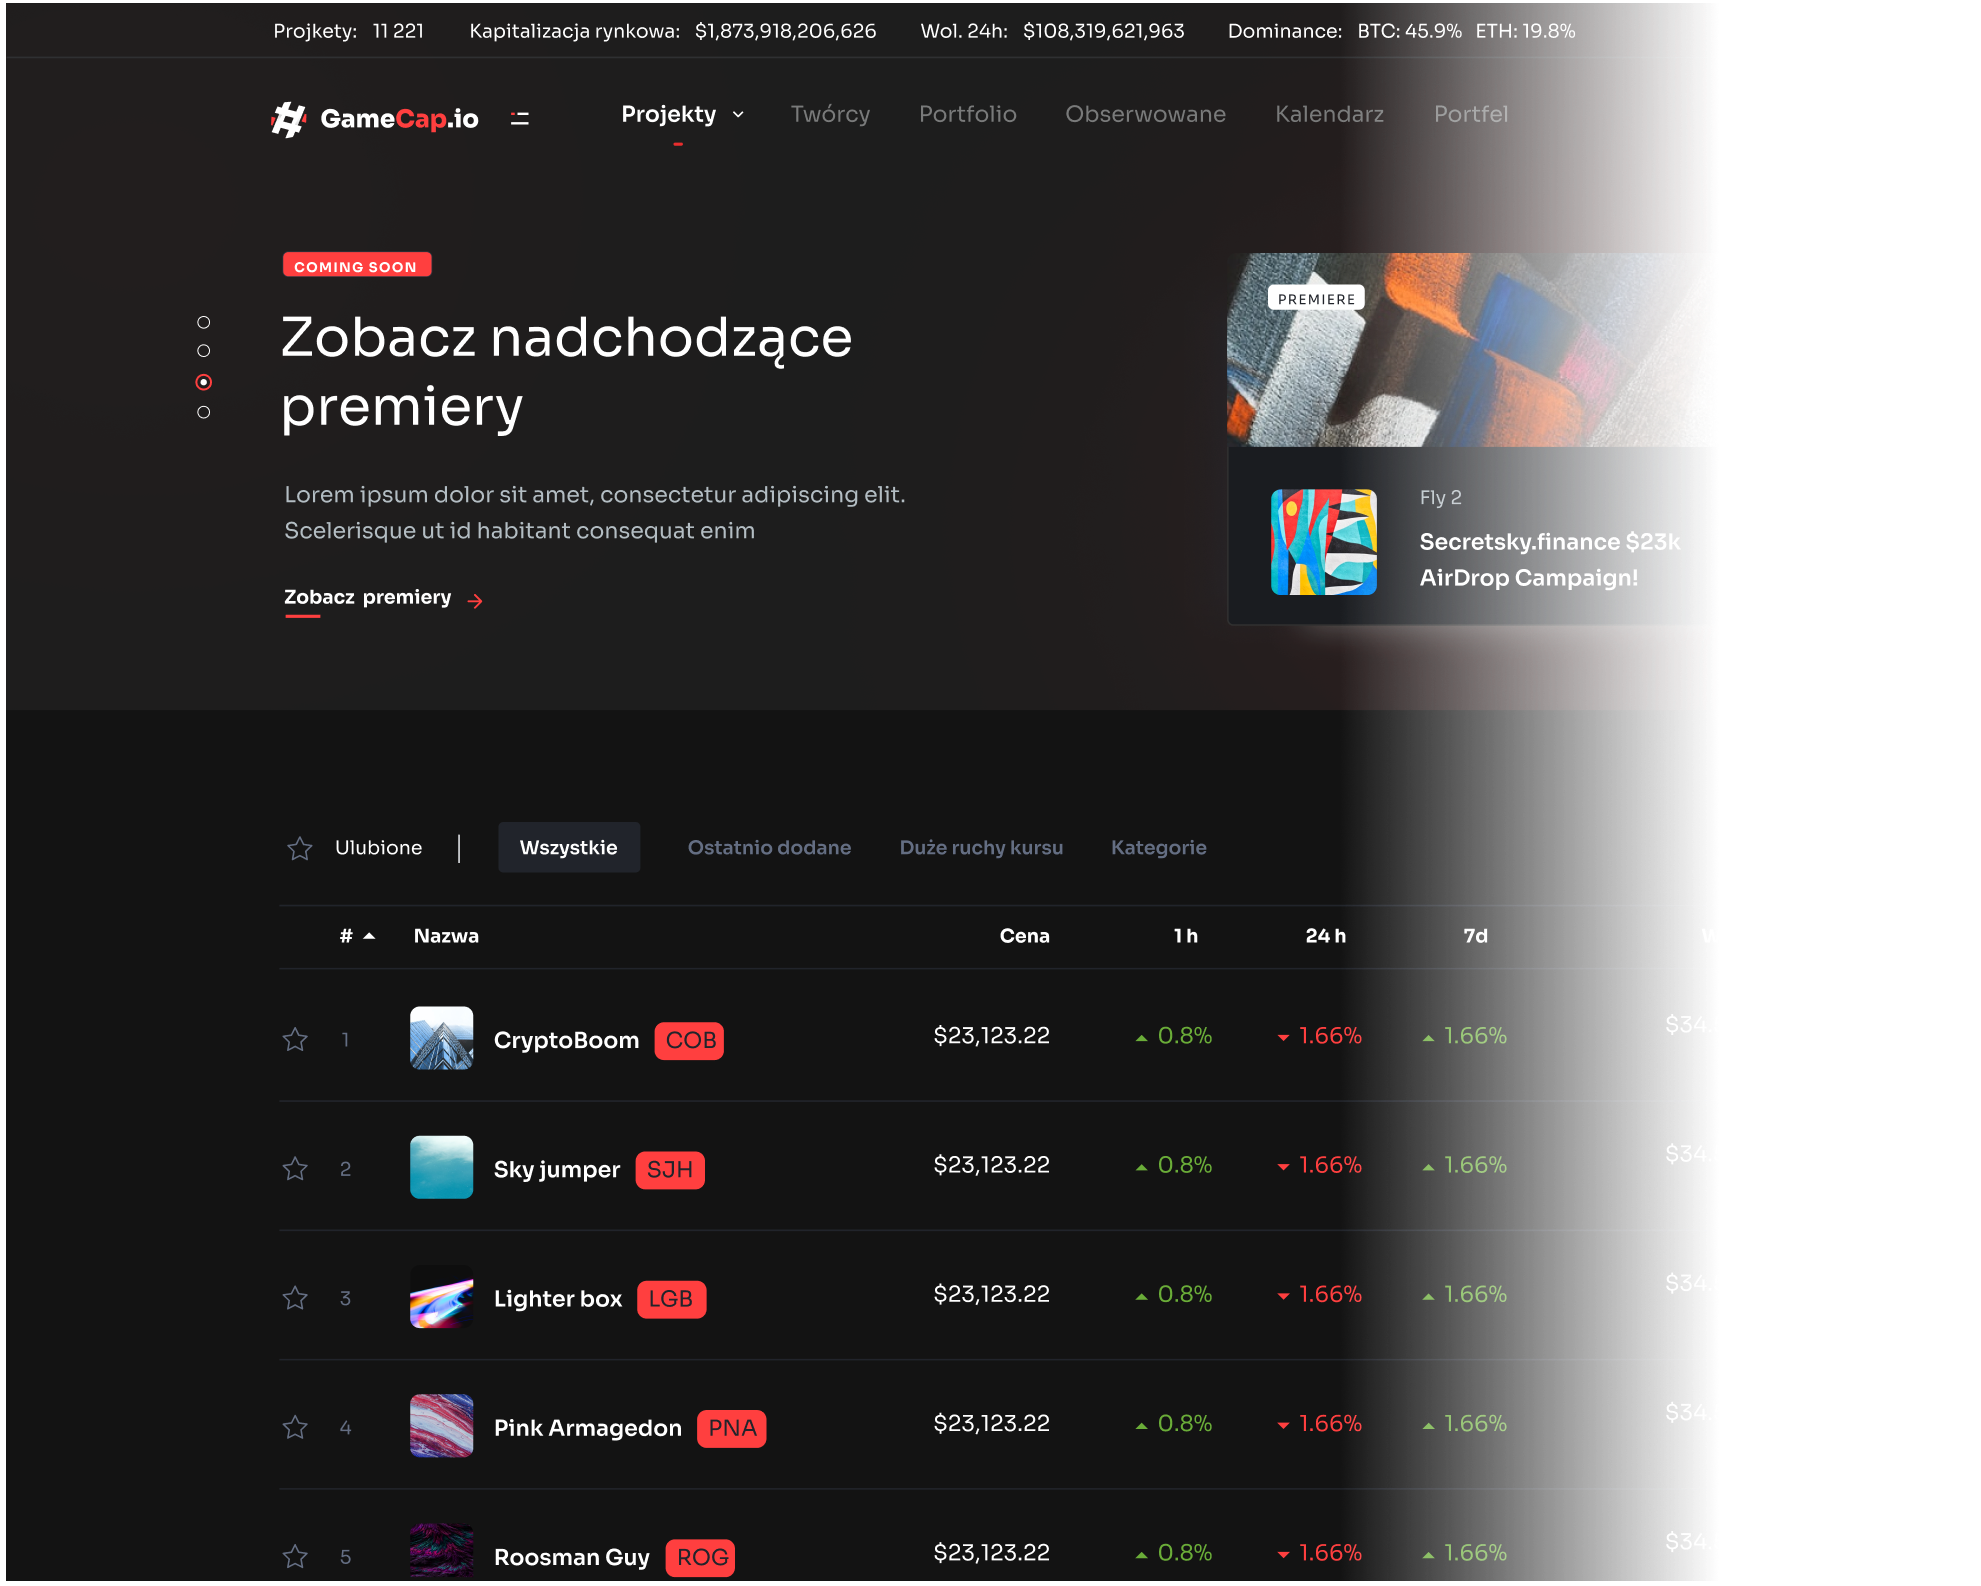 Projkety: 11 221 Kapitalizacja rynkowa: $1,873,918,206,626 Wol. 24h: $108,319,621,963 Dominance: BTC: 45.9% ETH: 19.8%
GameCap.io Projekty Twórcy Portfolio Obserwowane Kalendarz Portfel
COMING SOON
Zobacz nadchodzące
premiery
Lorem ipsum dolor sit amet, consectetur adipiscing elit.
Scelerisque ut id habitant consequat enim
Zobacz premiery
PREMIERE
Fly 2
Secretsky.finance $23k
AirDrop Campaign!
Ulubione Wszystkie Ostatnio dodane Duże ruchy kursu Kategorie
# Nazwa Cena 1 h 24 h 7d
1 CryptoBoom COB $23,123.22 0.8% 1.66% 1.66% $34.
2 Sky jumper SJH $23,123.22 0.8% 1.66% 1.66% $34.
3 Lighter box LGB $23,123.22 0.8% 1.66% 1.66% $34.
4 Pink Armagedon PNA $23,123.22 0.8% 1.66% 1.66% $34.
5 Roosman Guy ROG $23,123.22 0.8% 1.66% 1.66% $34.